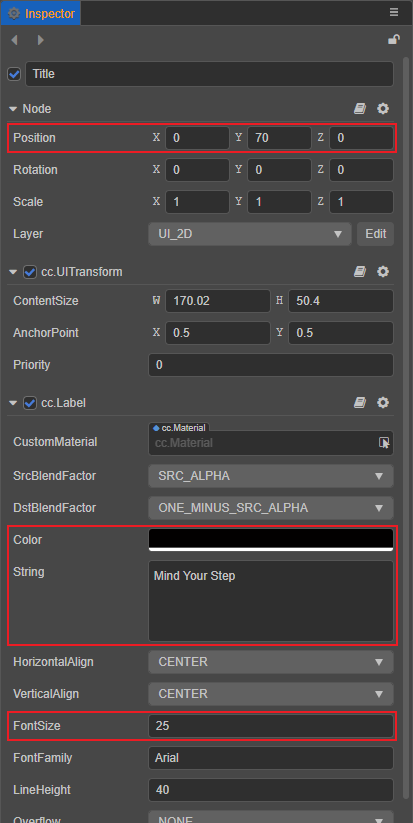 Inspector
Title
Node
Position X 0 Y 70 Z 0
Rotation X 0 Y 0 Z 0
Scale X 1 Y 1 Z 1
Layer UI_2D Edit
cc.UITransform
ContentSize W 170.02 H 50.4
AnchorPoint X 0.5 Y 0.5
Priority 0
cc.Label
cc.Material
CustomMaterial cc.Material
SrcBlendFactor SRC_ALPHA
DstBlendFactor ONE_MINUS_SRC_ALPHA
Color
String Mind Your Step
HorizontalAlign CENTER
VerticalAlign CENTER
FontSize 25
FontFamily Arial
LineHeight 40
Overflow NONE